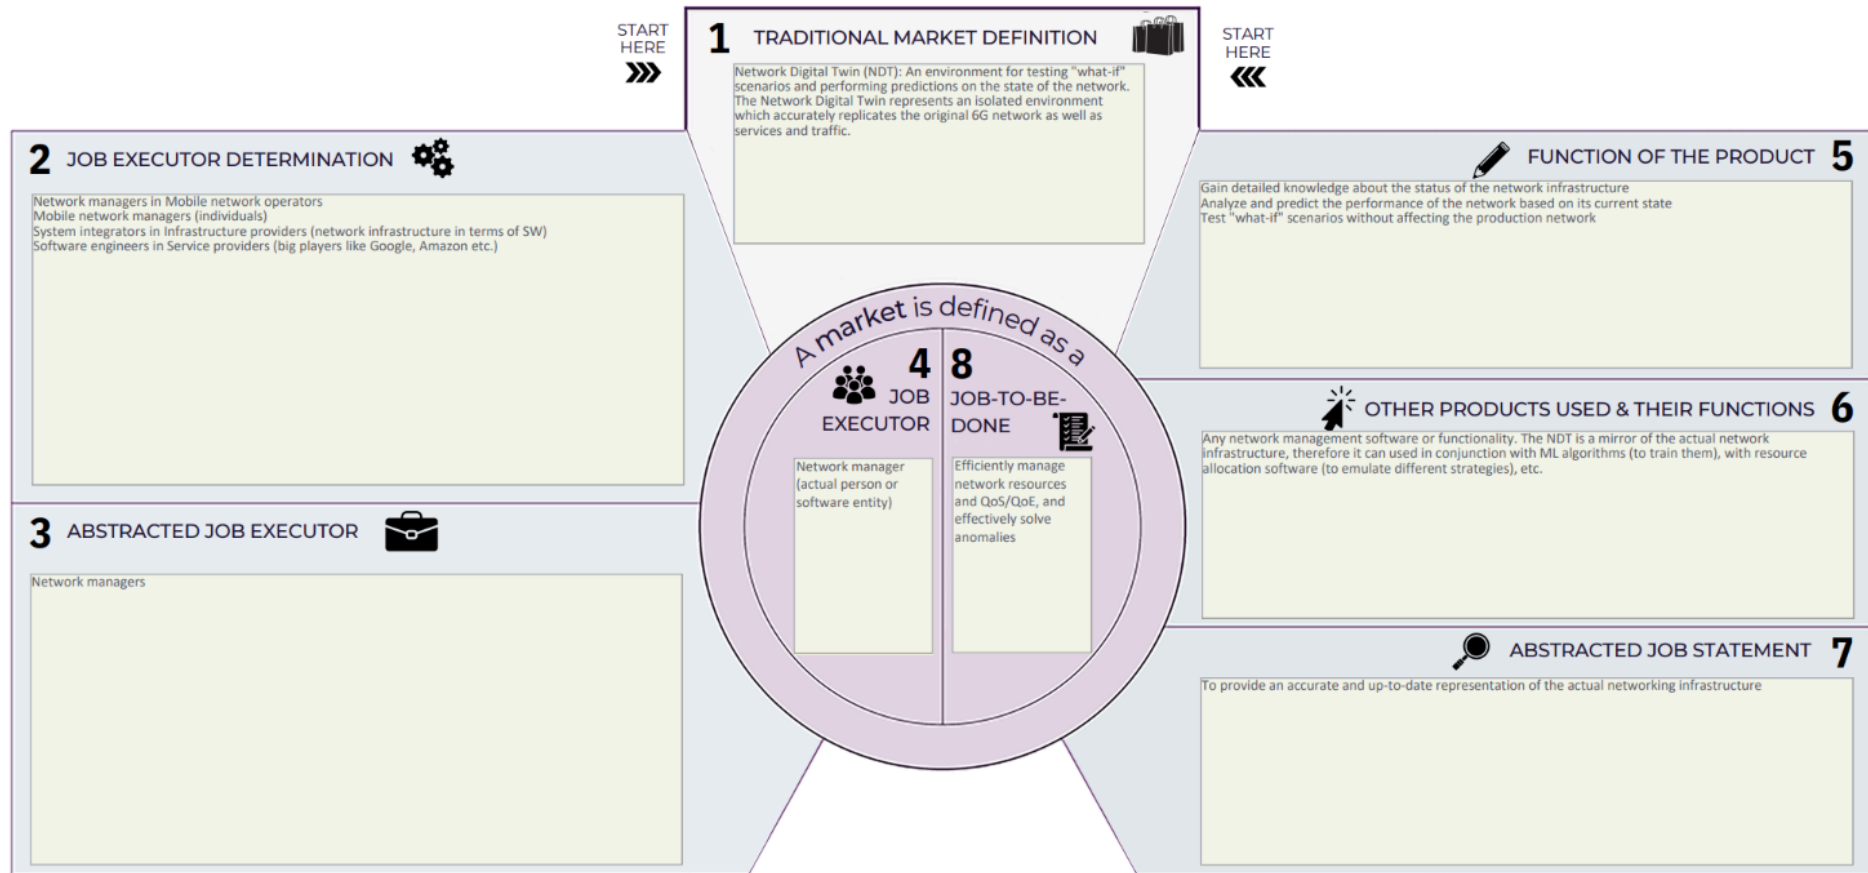 START
HERE
1
TRADITIONAL MARKET DEFINITION
START
HERE
Network Digital Twin (NDT): An environment for testing "what-if"
scenarios and performing predictions on the state of the network.
The Network Digital Twin represents an isolated environment
which accurately replicates the original 6G network as well as
services and traffic.
2
JOB EXECUTOR DETERMINATION
Network managers in Mobile network operators
Mobile network managers (individuals)
System integrators in Infrastructure providers (network infrastructure in terms of SW)
Software engineers in Service providers (big players like Google, Amazon etc.)
3
ABSTRACTED JOB EXECUTOR
Network managers
A market is defined as a
4
JOB
EXECUTOR
Network manager
(actual person or
software entity)
8
JOB-TO-BE-
DONE
Efficiently manage
network resources
and QoS/QoE, and
effectively solve
anomalies
FUNCTION OF THE PRODUCT
5
Gain detailed knowledge about the status of the network infrastructure
Analyze and predict the performance of the network based on its current state
Test "what-if" scenarios without affecting the production network
OTHER PRODUCTS USED & THEIR FUNCTIONS
6
Any network management software or functionality. The NDT is a mirror of the actual network
infrastructure, therefore it can used in conjunction with ML algorithms (to train them), with resource
allocation software (to emulate different strategies), etc.
ABSTRACTED JOB STATEMENT
7
To provide an accurate and up-to-date representation of the actual networking infrastructure